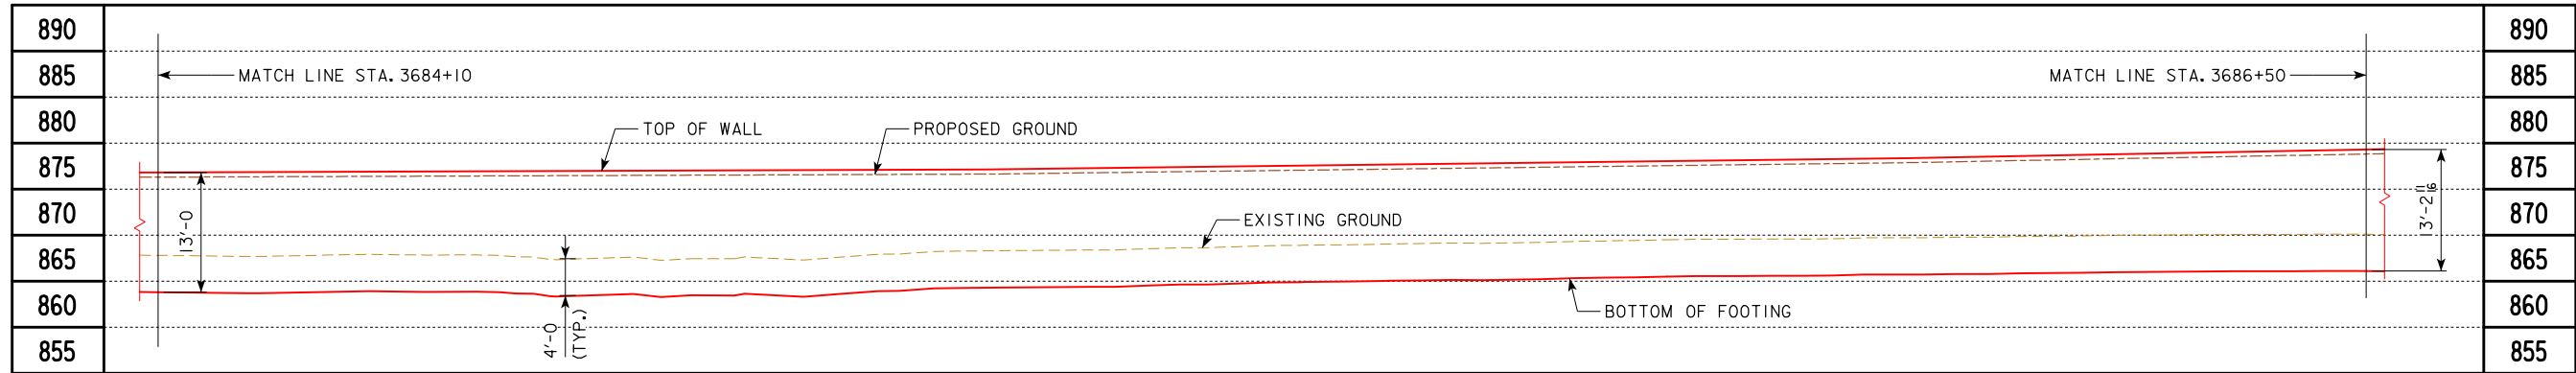 890 890
885 MATCH LINE STA. 3684+10 MATCH LINE STA. 3686+50 885
880 880
TOP OF WALL PROPOSED GROUND
875 875
13'-0 13'-2 11/16
870 EXISTING GROUND 870
865 865
4'-0
(TYP.)
860 BOTTOM OF FOOTING 860
855 855